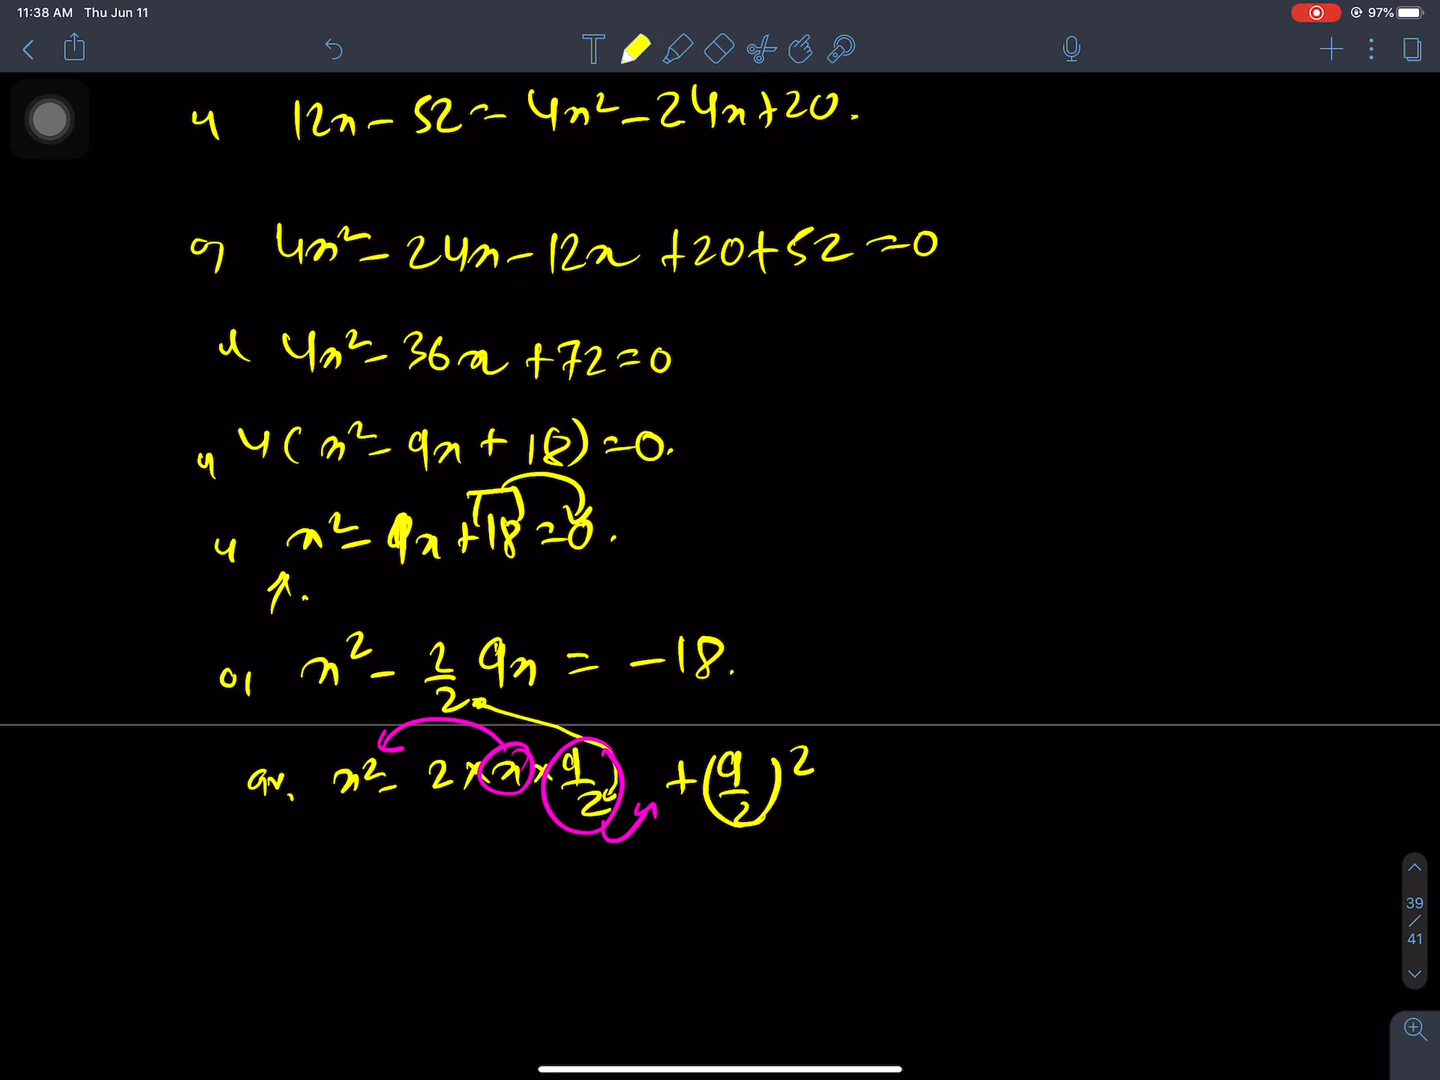 11:38 AM Thu Jun 11
97%
12x - 52 = 4x² - 24x + 20.
4x² - 24x - 12x + 20 + 52 = 0
4x² - 36x + 72 = 0
4(x² - 9x + 18) = 0.
x² - 9x + 18 = 0.
or x² - 2/2 9x = -18.
or, x² - 2 × x × 9/2 + (9/2)²
39
/
41